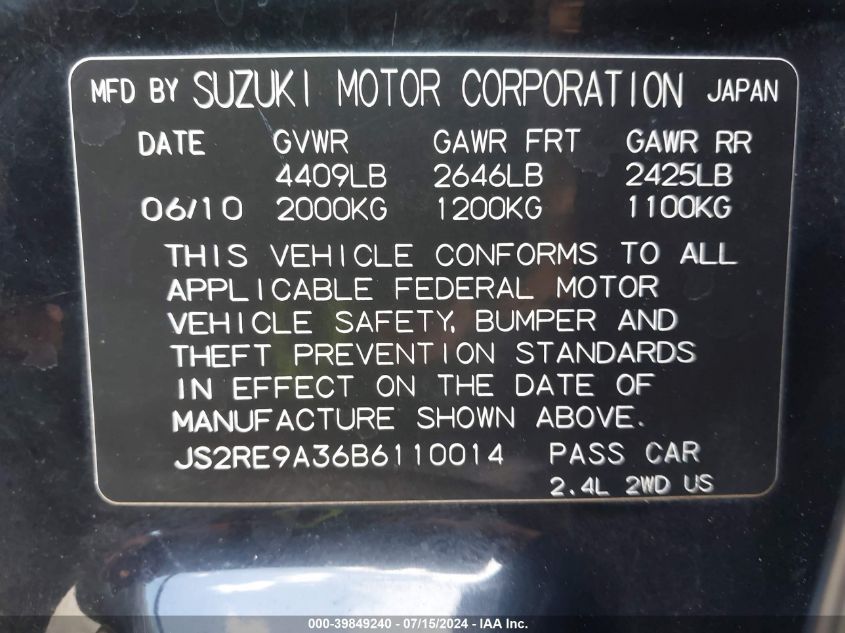 MFD BY SUZUKI MOTOR CORPORATION JAPAN
DATE GVWR GAWR FRT GAWR RR
4409LB 2646LB 2425LB
06/10 2000KG 1200KG 1100KG
THIS VEHICLE CONFORMS TO ALL
APPLICABLE FEDERAL MOTOR
VEHICLE SAFETY, BUMPER AND
THEFT PREVENTION STANDARDS
IN EFFECT ON THE DATE OF
MANUFACTURE SHOWN ABOVE.
JS2RE9A36B6110014 PASS CAR
2.4L 2WD US
000-39849240 - 07/15/2024 - IAA Inc.